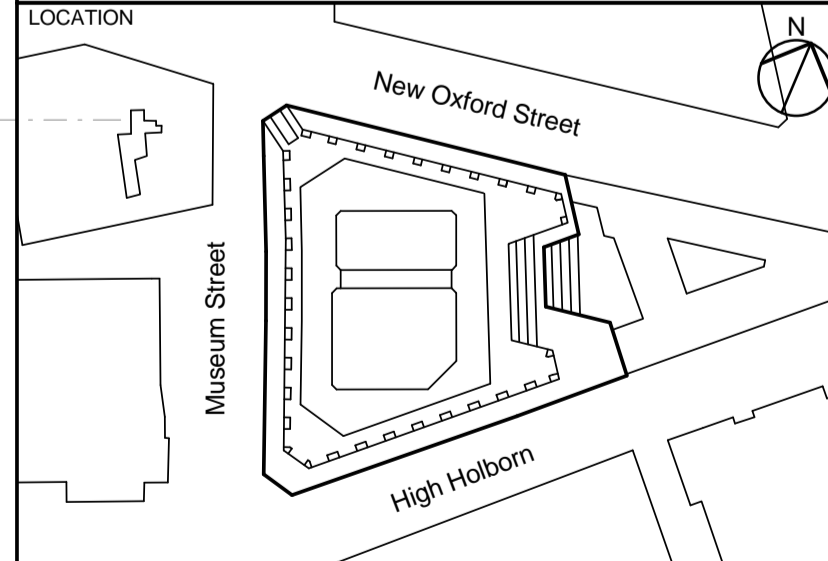 LOCATION
N
New Oxford Street
Museum Street
High Holborn